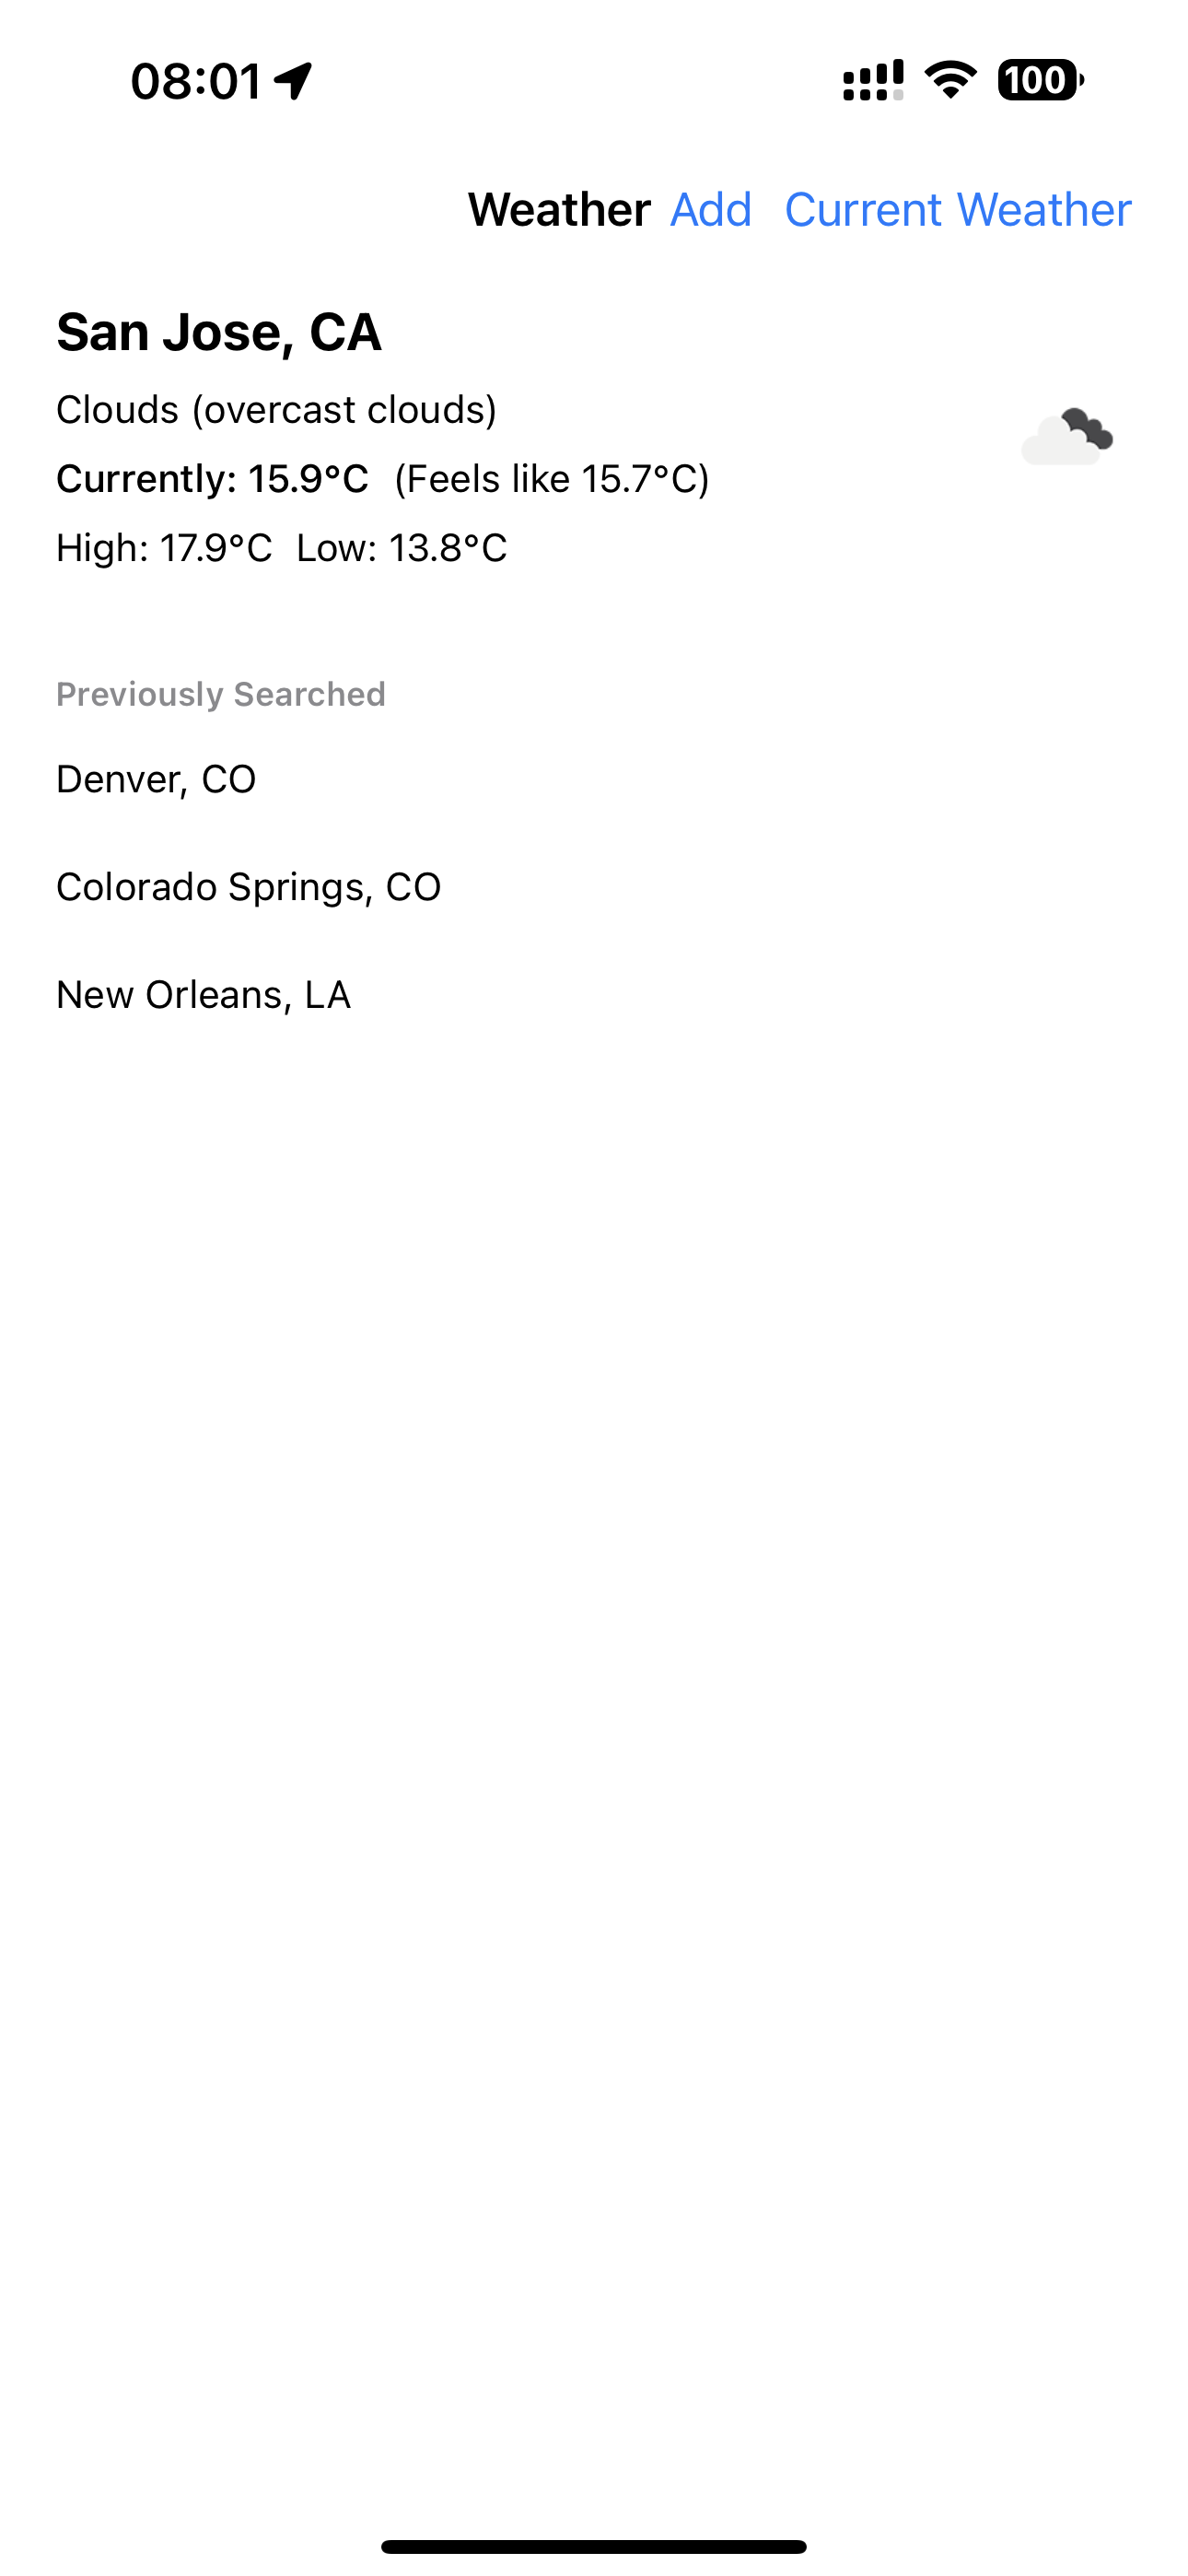 08:01 100
Weather Add Current Weather
San Jose, CA
Clouds (overcast clouds)
Currently: 15.9°C (Feels like 15.7°C)
High: 17.9°C Low: 13.8°C
Previously Searched
Denver, CO
Colorado Springs, CO
New Orleans, LA